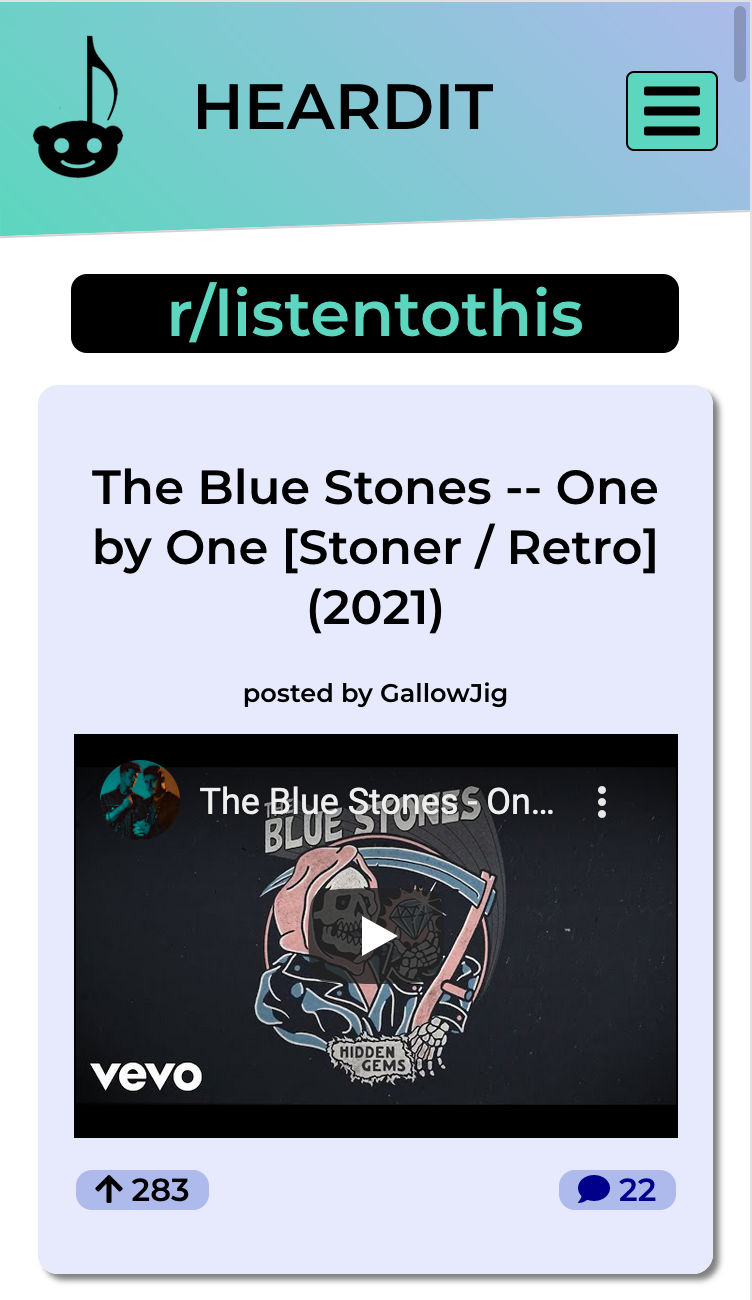 HEARDIT
r/listentothis
The Blue Stones -- One
by One [Stoner / Retro]
(2021)
posted by GallowJig
The Blue Stones - On...
THE
BLUE STONES
HIDDEN
GEMS
vevo
283
22